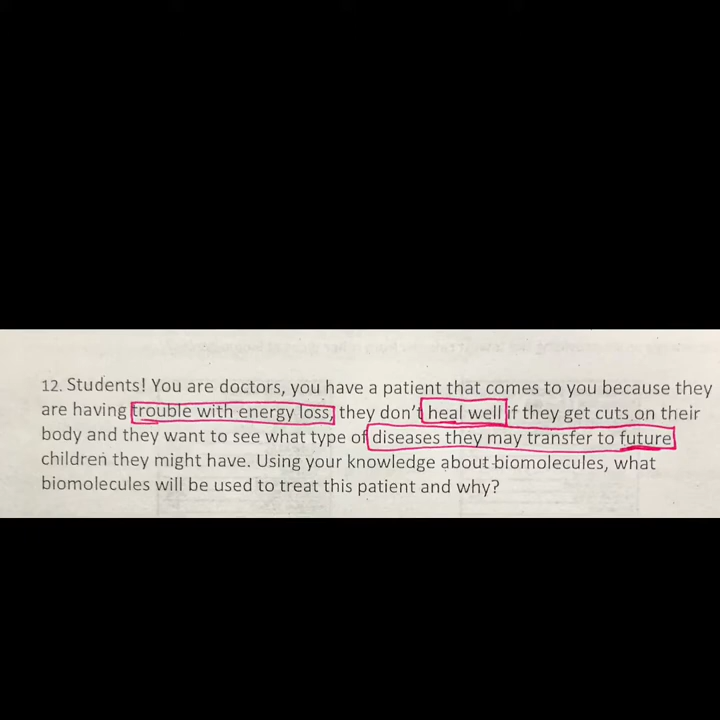 12. Students! You are doctors, you have a patient that comes to you because they
are having trouble with energy loss, they don't heal well if they get cuts on their
body and they want to see what type of diseases they may transfer to future
children they might have. Using your knowledge about biomolecules, what
biomolecules will be used to treat this patient and why?